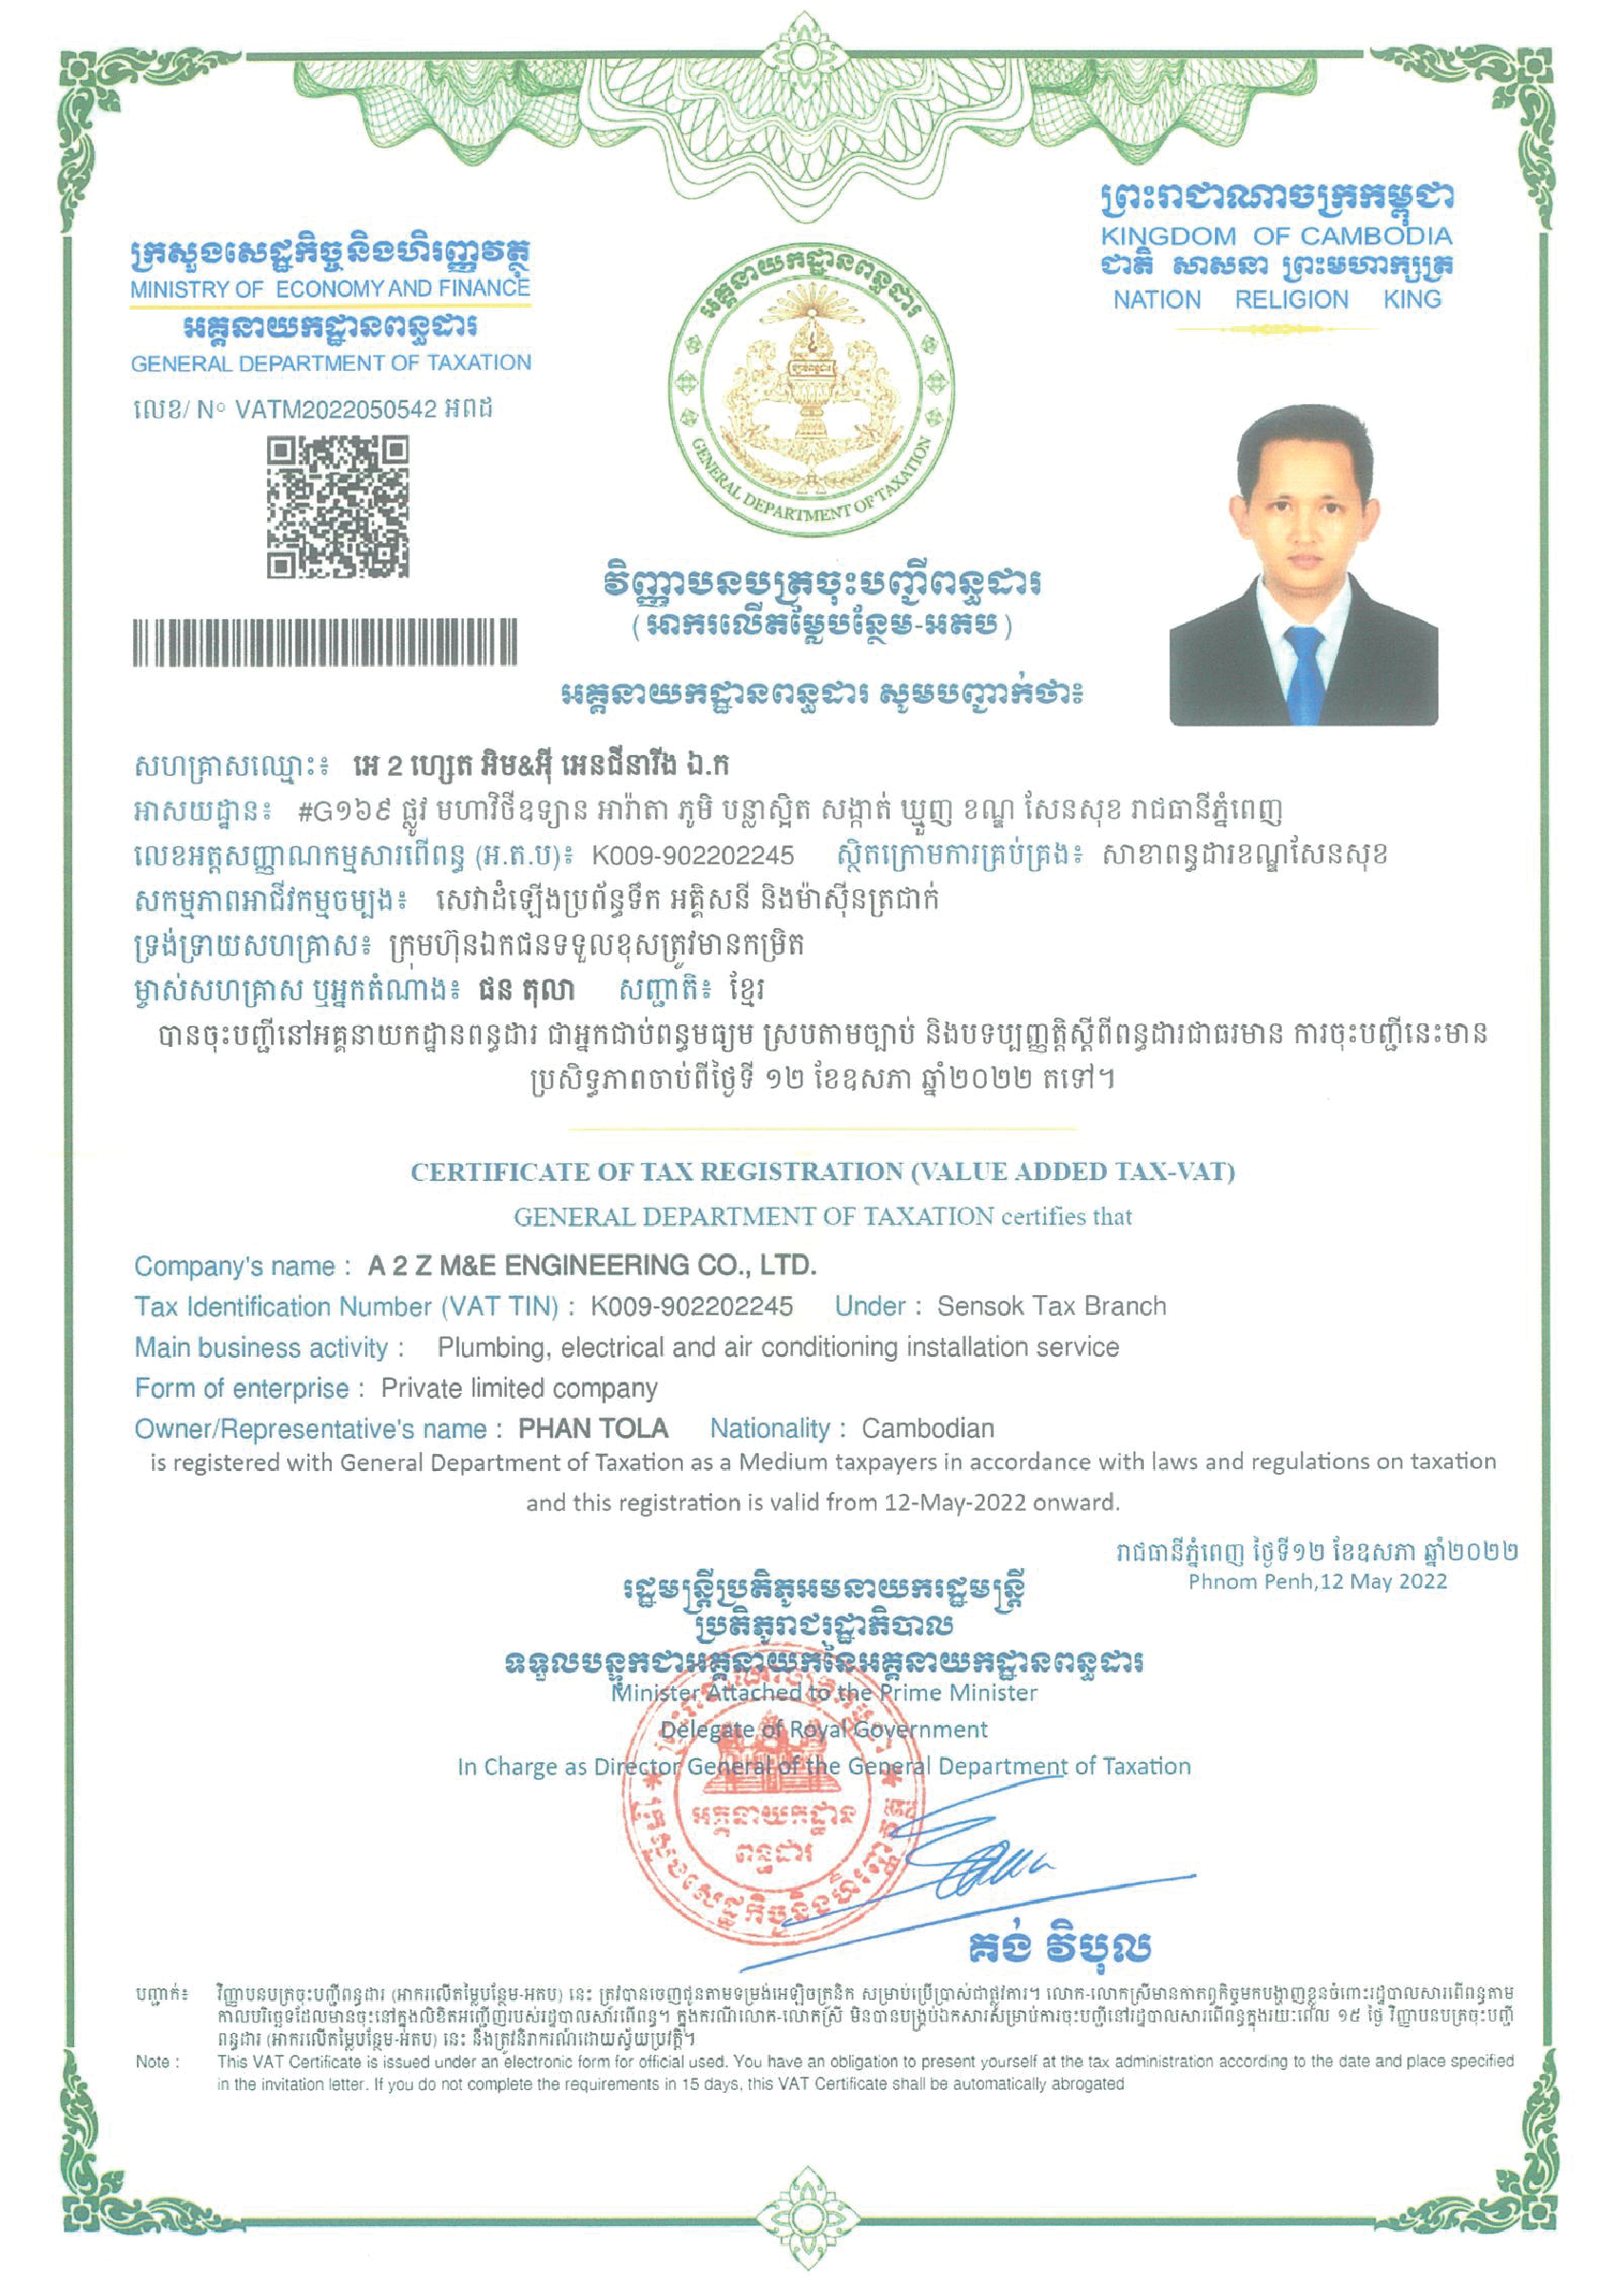 ព្រះរាជាណាចក្រកម្ពុជា
KINGDOM OF CAMBODIA
ជាតិ សាសនា ព្រះមហាក្សត្រ
NATION RELIGION KING
ក្រសួងសេដ្ឋកិច្ចនិងហិរញ្ញវត្ថុ
MINISTRY OF ECONOMY AND FINANCE
អគ្គនាយកដ្ឋានពន្ធដារ
GENERAL DEPARTMENT OF TAXATION
លេខ/ N° VATM2022050542 អពដ
អគ្គនាយកដ្ឋានពន្ធដារ
GENERAL DEPARTMENT OF TAXATION
វិញ្ញាបនបត្រចុះបញ្ជីពន្ធដារ
(អាករលើតម្លៃបន្ថែម-អតប)
អគ្គនាយកដ្ឋានពន្ធដារ សូមបញ្ជាក់ថា៖
សហគ្រាសឈ្មោះ៖ អេ 2 ហ្សេត អិម&អ៊ី អេនជីនារីង ឯ.ក
អាសយដ្ឋាន៖ #G១៦៩ ផ្លូវ មហាវិថីឧទ្យាន អារ៉ាតា ភូមិ បន្លាស្អិត សង្កាត់ ឃ្មួញ ខណ្ឌ សែនសុខ រាជធានីភ្នំពេញ
លេខអត្តសញ្ញាណកម្មសារពើពន្ធ (អ.ត.ប)៖ K009-902202245 ស្ថិតក្រោមការគ្រប់គ្រង៖ សាខាពន្ធដារខណ្ឌសែនសុខ
សកម្មភាពអាជីវកម្មចម្បង៖ សេវាដំឡើងប្រព័ន្ធទឹក អគ្គិសនី និងម៉ាស៊ីនត្រជាក់
ទ្រង់ទ្រាយសហគ្រាស៖ ក្រុមហ៊ុនឯកជនទទួលខុសត្រូវមានកម្រិត
ម្ចាស់សហគ្រាស ឬអ្នកតំណាង៖ ផន តុលា សញ្ជាតិ៖ ខ្មែរ
បានចុះបញ្ជីនៅអគ្គនាយកដ្ឋានពន្ធដារ ជាអ្នកជាប់ពន្ធមធ្យម ស្របតាមច្បាប់ និងបទប្បញ្ញត្តិស្តីពីពន្ធដារជាធរមាន ការចុះបញ្ជីនេះមាន
ប្រសិទ្ធភាពចាប់ពីថ្ងៃទី ១២ ខែឧសភា ឆ្នាំ២០២២ តទៅ។
CERTIFICATE OF TAX REGISTRATION (VALUE ADDED TAX-VAT)
GENERAL DEPARTMENT OF TAXATION certifies that
Company's name : A 2 Z M&E ENGINEERING CO., LTD.
Tax Identification Number (VAT TIN) : K009-902202245 Under : Sensok Tax Branch
Main business activity : Plumbing, electrical and air conditioning installation service
Form of enterprise : Private limited company
Owner/Representative's name : PHAN TOLA Nationality : Cambodian
is registered with General Department of Taxation as a Medium taxpayers in accordance with laws and regulations on taxation
and this registration is valid from 12-May-2022 onward.
រាជធានីភ្នំពេញ ថ្ងៃទី១២ ខែឧសភា ឆ្នាំ២០២២
Phnom Penh,12 May 2022
រដ្ឋមន្ត្រីប្រតិភូអមនាយករដ្ឋមន្ត្រី
ប្រតិភូរាជរដ្ឋាភិបាល
ទទួលបន្ទុកជាអគ្គនាយកនៃអគ្គនាយកដ្ឋានពន្ធដារ
Minister Attached to the Prime Minister
Delegate of Royal Government
In Charge as Director General of the General Department of Taxation
អគ្គនាយកដ្ឋាន
ពន្ធដារ
ក្រសួងសេដ្ឋកិច្ចនិងហិរញ្ញវត្ថុ
គង់ វិបុល
បញ្ជាក់៖ វិញ្ញាបនបត្រចុះបញ្ជីពន្ធដារ (អាករលើតម្លៃបន្ថែម-អតប) នេះ ត្រូវបានចេញជូនតាមទម្រង់អេឡិចត្រូនិក សម្រាប់ប្រើប្រាស់ជាផ្លូវការ។ លោក-លោកស្រីមានកាតព្វកិច្ចមកបង្ហាញខ្លួនចំពោះរដ្ឋបាលសារពើពន្ធតាម
កាលបរិច្ឆេទដែលមានចុះនៅក្នុងលិខិតអញ្ជើញរបស់រដ្ឋបាលសារពើពន្ធ។ ក្នុងករណីលោក-លោកស្រី មិនបានបង្គ្រប់ឯកសារសម្រាប់ការចុះបញ្ជីនៅរដ្ឋបាលសារពើពន្ធក្នុងរយៈពេល ១៥ ថ្ងៃ វិញ្ញាបនបត្រចុះបញ្ជី
ពន្ធដារ (អាករលើតម្លៃបន្ថែម-អតប) នេះ នឹងត្រូវនិរាករណ៍ដោយស្វ័យប្រវត្តិ។
Note : This VAT Certificate is issued under an electronic form for official used. You have an obligation to present yourself at the tax administration according to the date and place specified
in the invitation letter. If you do not complete the requirements in 15 days, this VAT Certificate shall be automatically abrogated